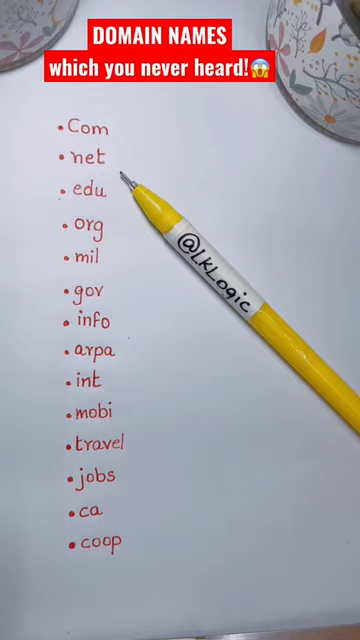 DOMAIN NAMES
which you never heard!😱
.Com
.net
.edu
.org
.mil
.gov
.info
.arpa
.int
.mobi
.travel
.jobs
.ca
.coop
@LKLogic